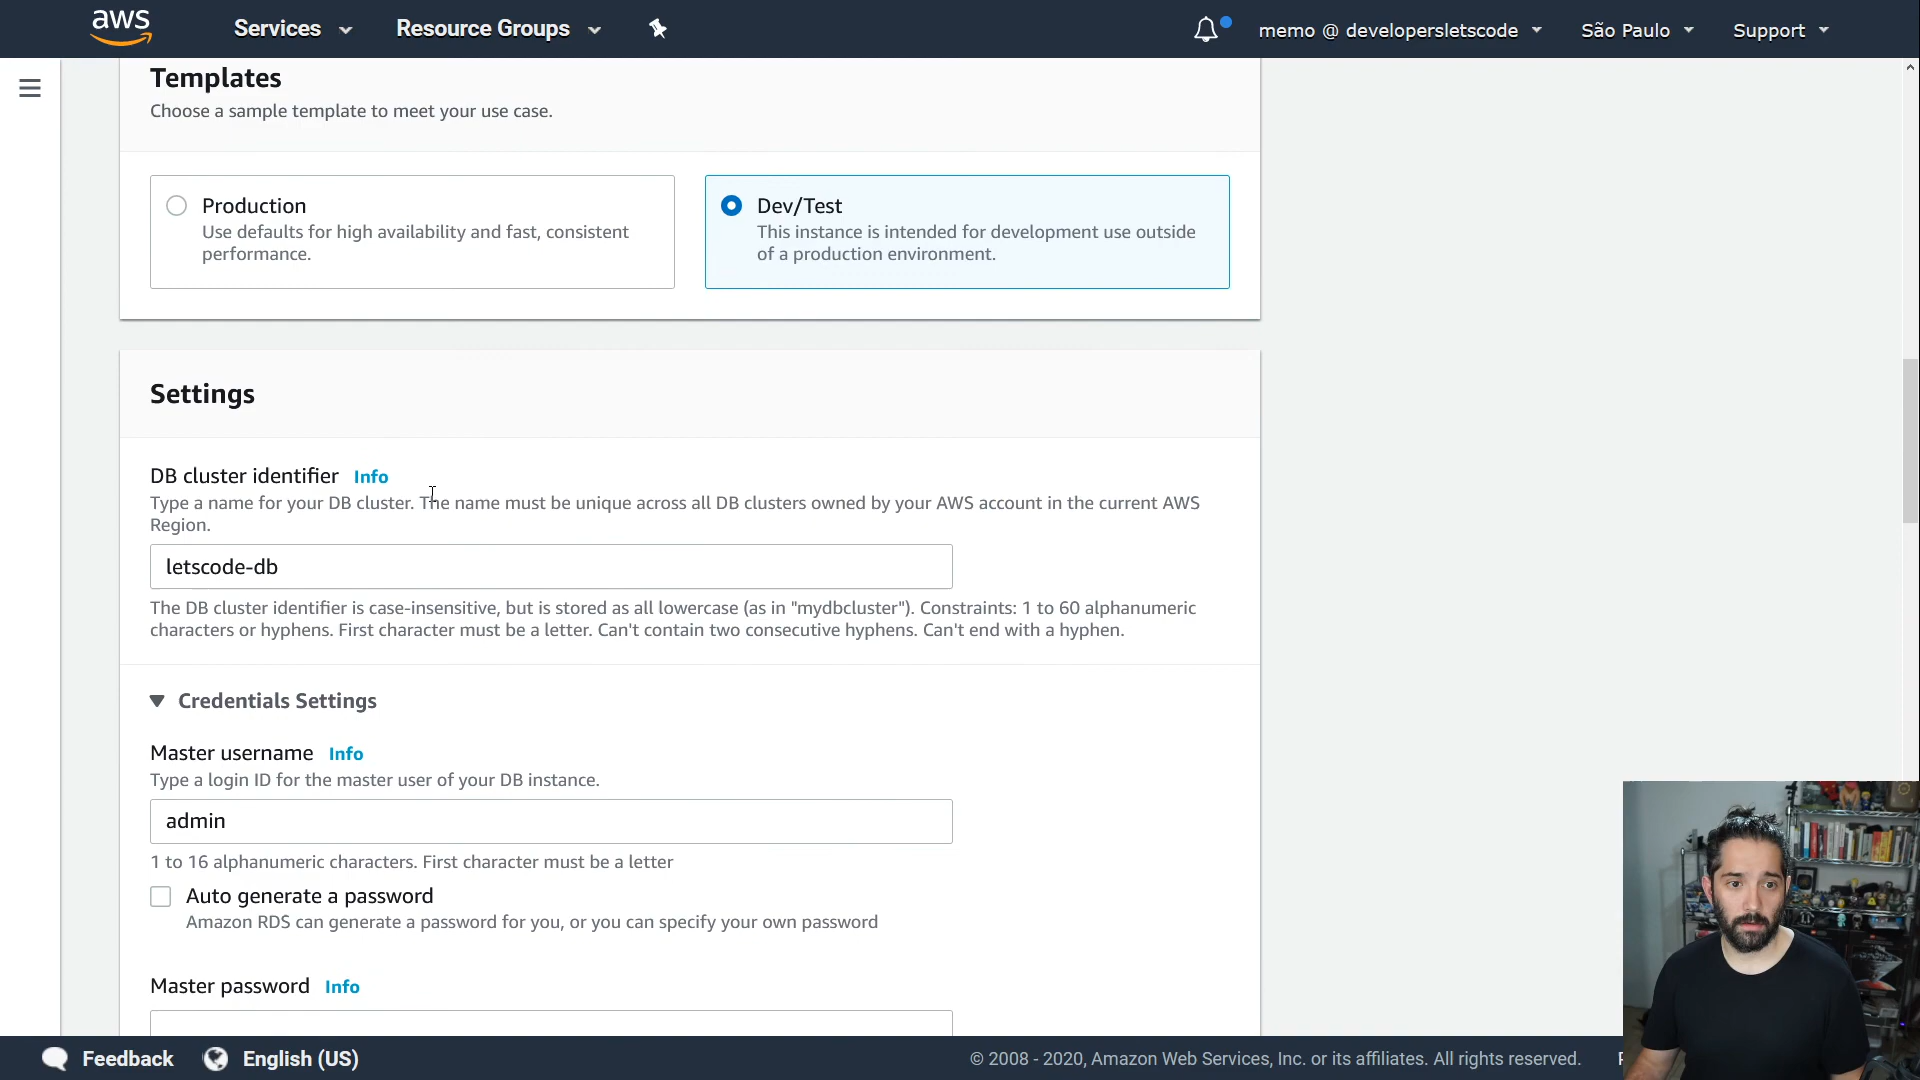 aws Services Resource Groups memo @ developersletscode São Paulo Support
Templates
Choose a sample template to meet your use case.
Production
Use defaults for high availability and fast, consistent
performance.
Dev/Test
This instance is intended for development use outside
of a production environment.
Settings
DB cluster identifier Info
Type a name for your DB cluster. The name must be unique across all DB clusters owned by your AWS account in the current AWS
Region.
letscode-db
The DB cluster identifier is case-insensitive, but is stored as all lowercase (as in "mydbcluster"). Constraints: 1 to 60 alphanumeric
characters or hyphens. First character must be a letter. Can't contain two consecutive hyphens. Can't end with a hyphen.
Credentials Settings
Master username Info
Type a login ID for the master user of your DB instance.
admin
1 to 16 alphanumeric characters. First character must be a letter
Auto generate a password
Amazon RDS can generate a password for you, or you can specify your own password
Master password Info
Feedback English (US) © 2008 - 2020, Amazon Web Services, Inc. or its affiliates. All rights reserved.